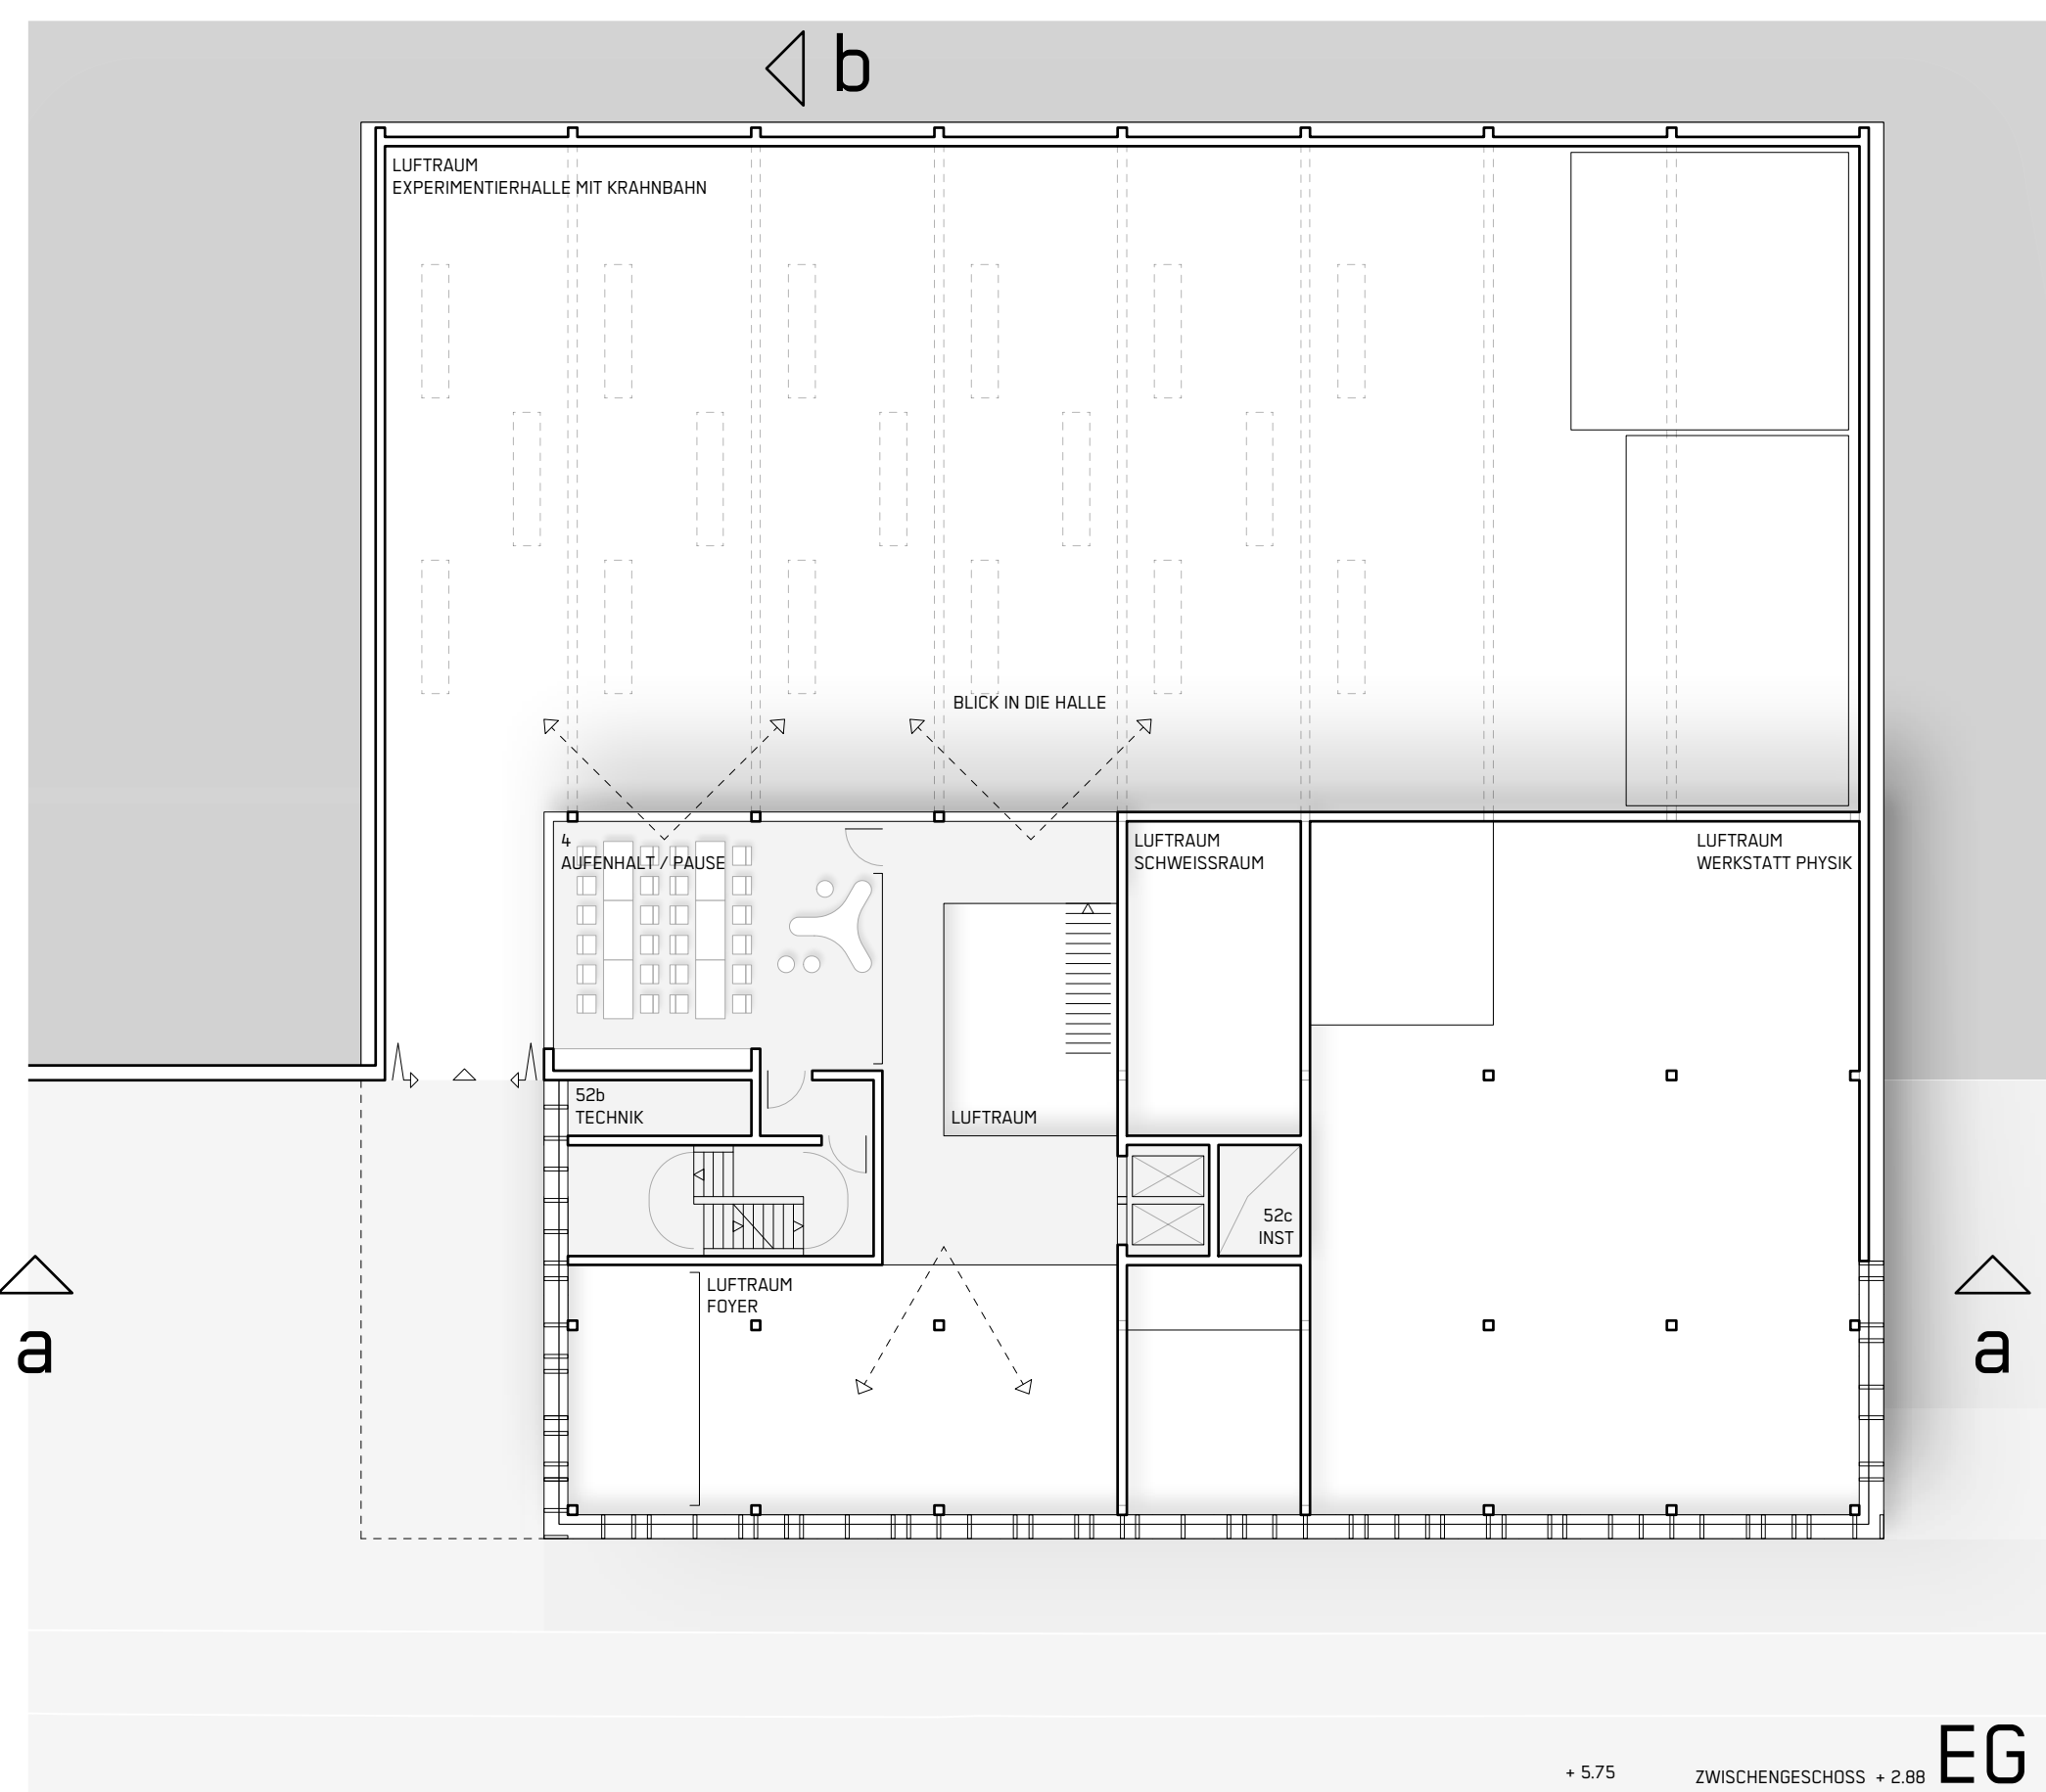 b
LUFTRAUM
EXPERIMENTIERHALLE MIT KRAHNBAHN
BLICK IN DIE HALLE
4
AUFENHALT / PAUSE
LUFTRAUM
SCHWEISSRAUM
LUFTRAUM
WERKSTATT PHYSIK
52b
TECHNIK
LUFTRAUM
52c
INST
LUFTRAUM
FOYER
a
a
+ 5.75
ZWISCHENGESCHOSS + 2.88
EG